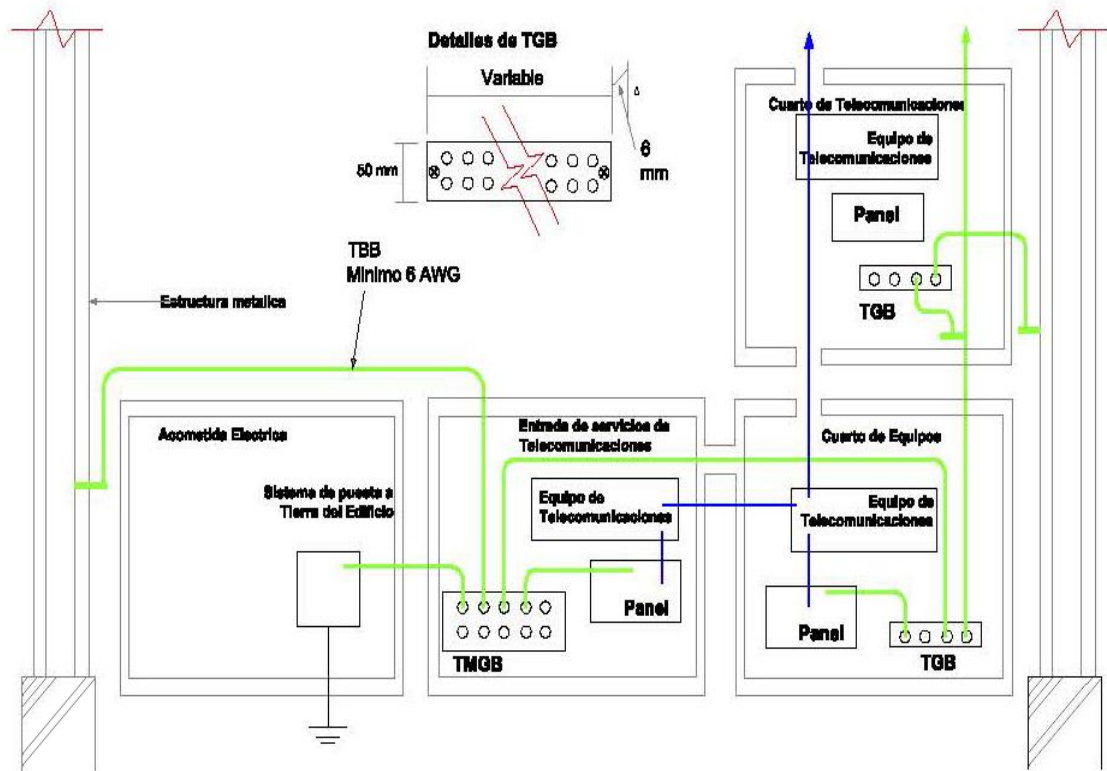 Detalles de TGB
Variable
50 mm
6
mm
TBB
Minimo 6 AWG
Estructura metalica
Cuarto de Telecomunicaciones
Equipo de
Telecomunicaciones
Panel
TGB
Acometida Electrica
Sistema de puesta a
Tierra del Edificio
Entrada de servicios de
Telecomunicaciones
Equipo de
Telecomunicaciones
Panel
TMGB
Cuarto de Equipos
Equipo de
Telecomunicaciones
Panel
TGB